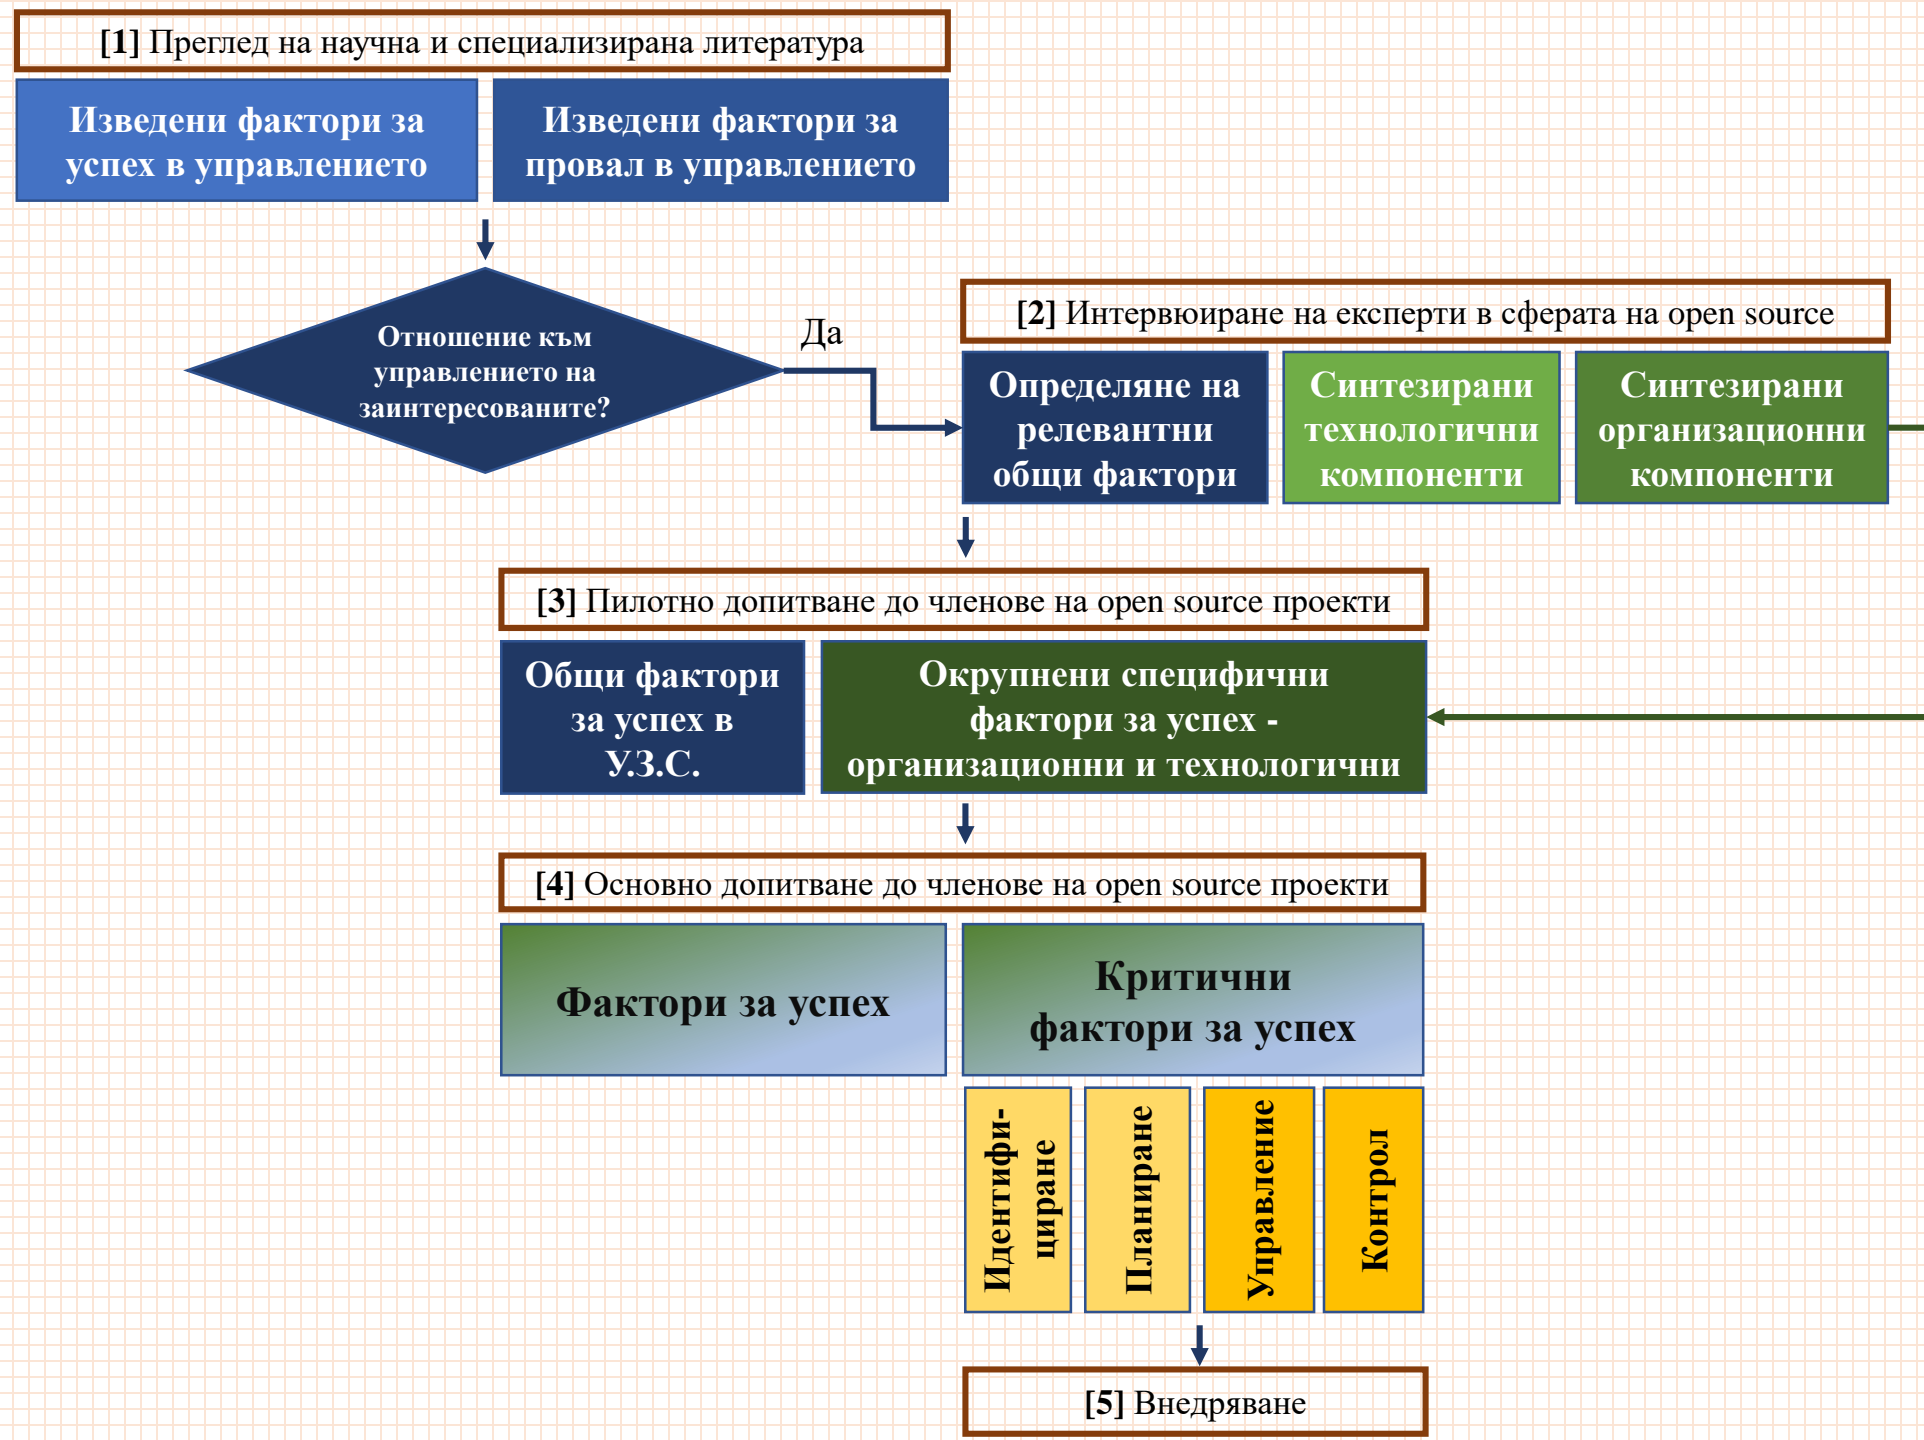 [1] Преглед на научна и специализирана литература
Изведени фактори за
успех в управлението
Изведени фактори за
провал в управлението
Отношение към
управлението на
заинтересованите?
Да
[2] Интервюиране на експерти в сферата на open source
Определяне на
релевантни
общи фактори
Синтезирани
технологични
компоненти
Синтезирани
организационни
компоненти
[3] Пилотно допитване до членове на open source проекти
Общи фактори
за успех в
У.З.С.
Окрупнени специфични
фактори за успех -
организационни и технологични
[4] Основно допитване до членове на open source проекти
Фактори за успех
Критични
фактори за успех
Идентифи-
циране
Планиране
Управление
Контрол
[5] Внедряване